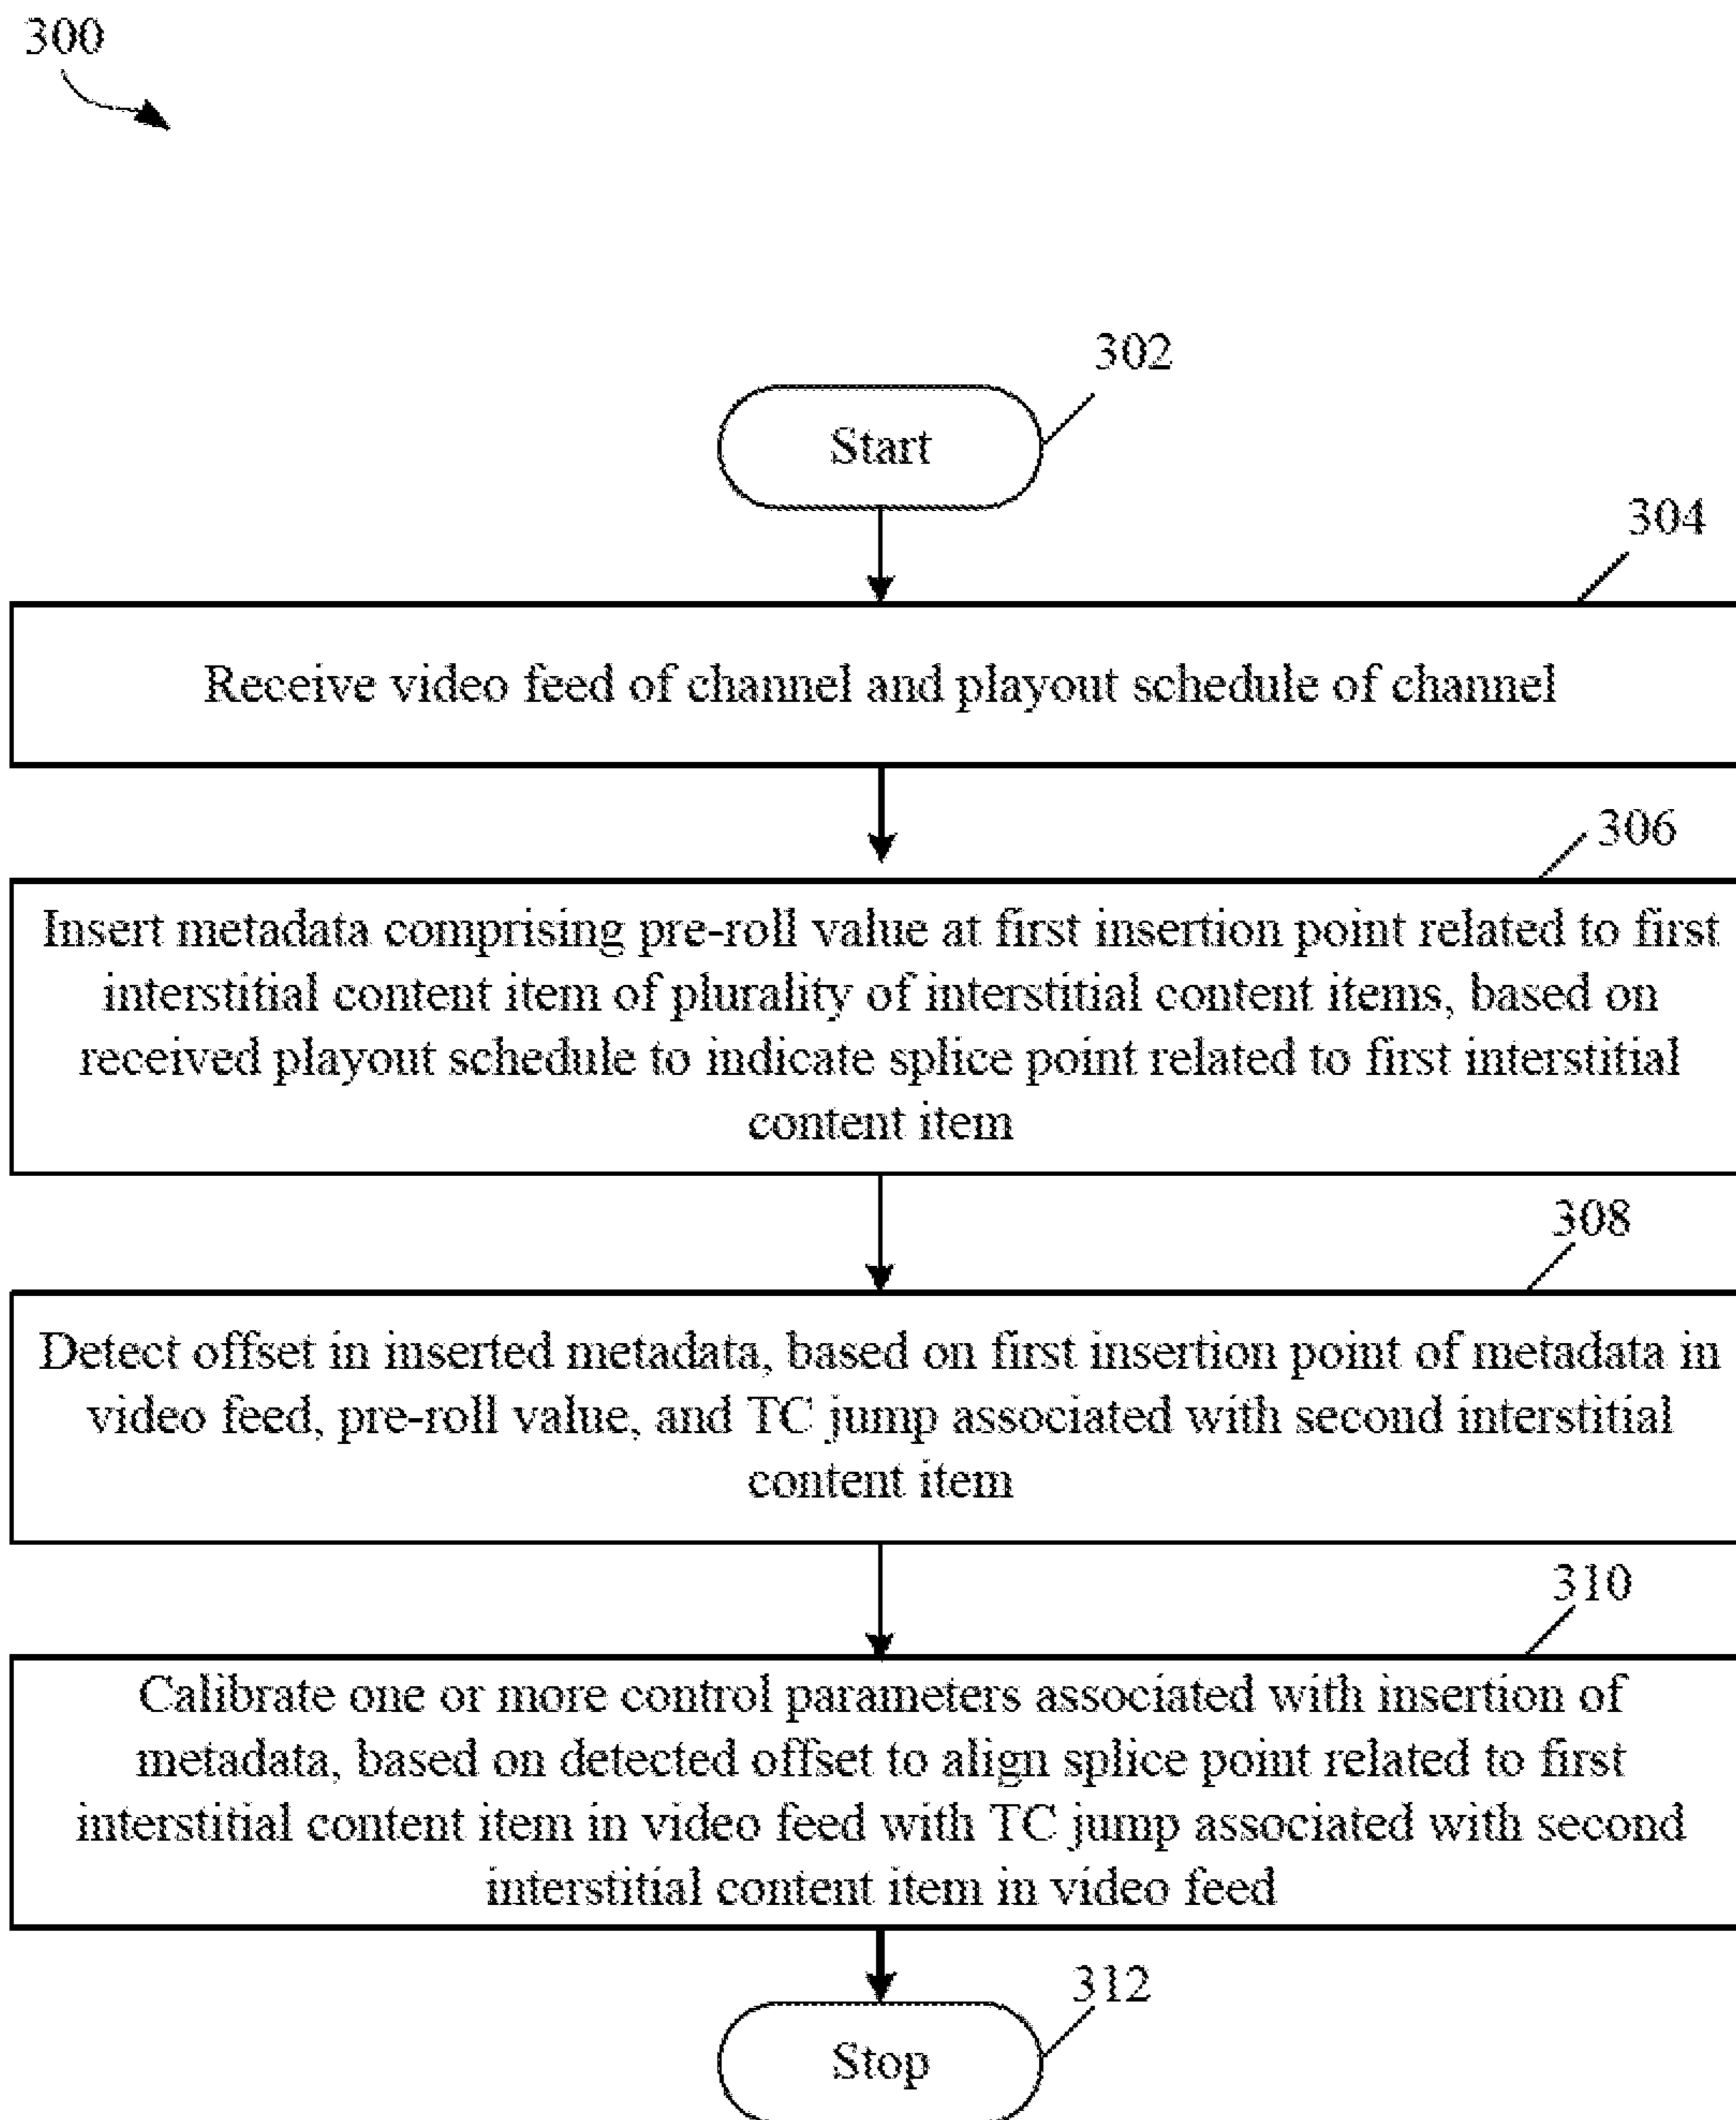 300
302
Start
304
Receive video feed of channel and playout schedule of channel
306
Insert metadata comprising pre-roll value at first insertion point related to first
interstitial content item of plurality of interstitial content items, based on
received playout schedule to indicate splice point related to first interstitial
content item
308
Detect offset in inserted metadata, based on first insertion point of metadata in
video feed, pre-roll value, and TC jump associated with second interstitial
content item
310
Calibrate one or more control parameters associated with insertion of
metadata, based on detected offset to align splice point related to first
interstitial content item in video feed with TC jump associated with second
interstitial content item in video feed
312
Stop